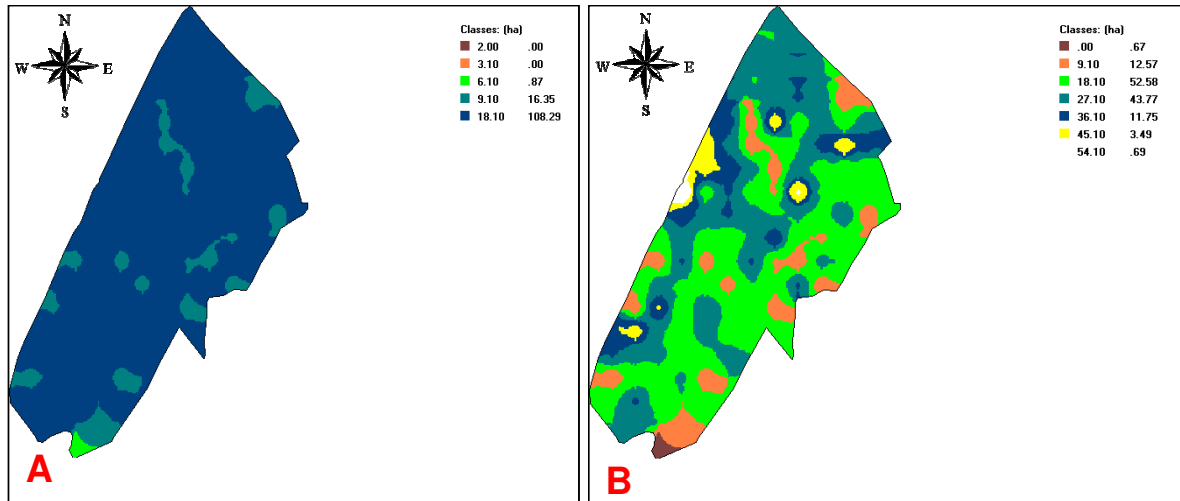 N
W E
S
Classes: (ha)
2.00 .00
3.10 .00
6.10 .87
9.10 16.35
18.10 108.29
A
N
W E
S
Classes: (ha)
.00 .67
9.10 12.57
18.10 52.58
27.10 43.77
36.10 11.75
45.10 3.49
54.10 .69
B